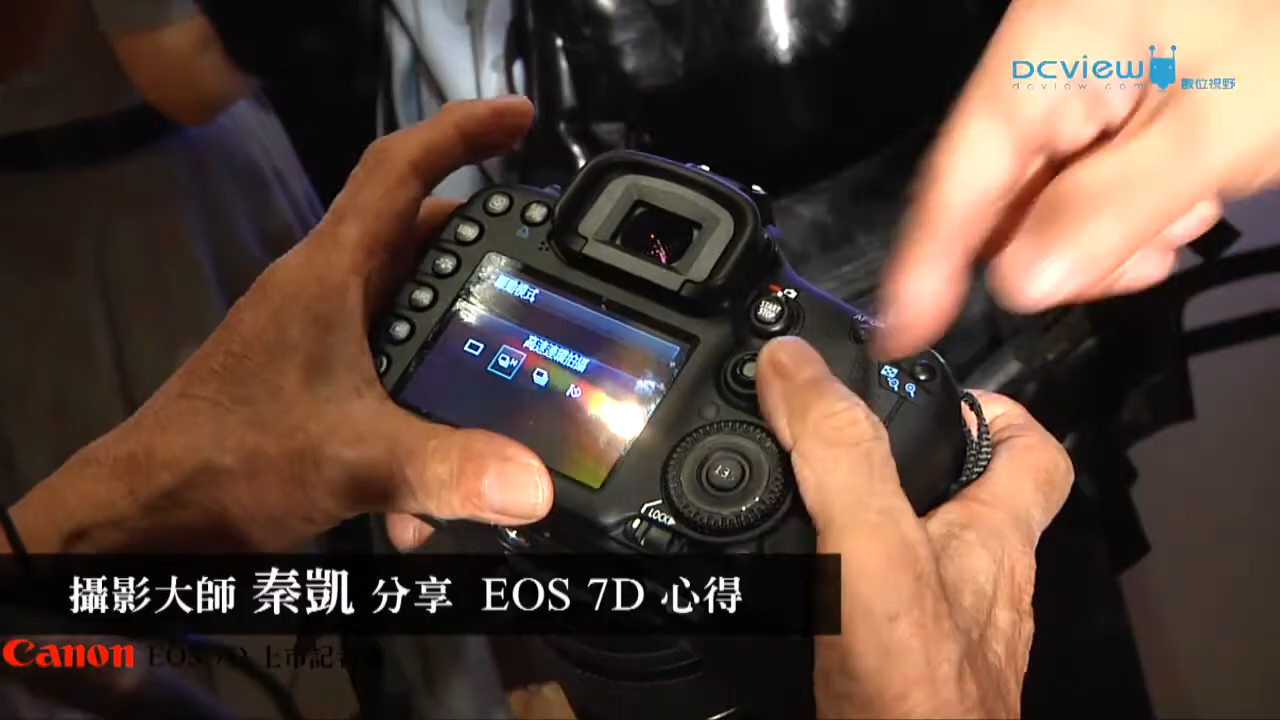 DCVIEW
dcview.com 數位視野
START
STOP
驅動模式
高速連續拍攝
SET
LOCK
攝影大師 秦凱 分享 EOS 7D 心得
Canon EOS 7D 上市記者會